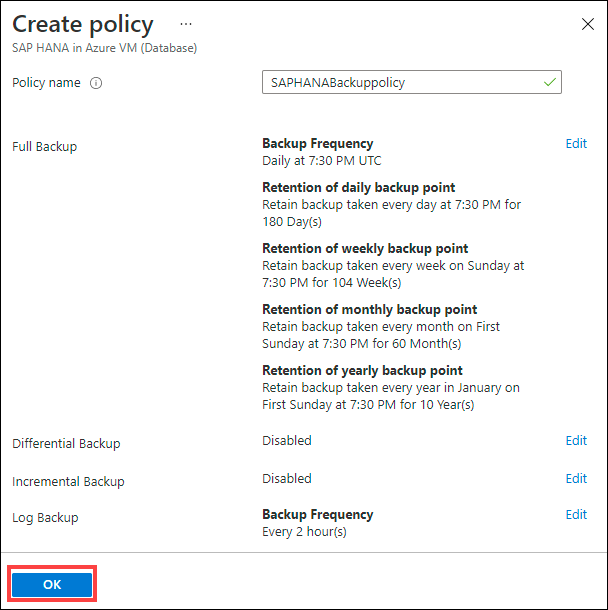 Create policy ...
SAP HANA in Azure VM (Database)
Policy name
SAPHANABackuppolicy
Full Backup
Backup Frequency
Edit
Daily at 7:30 PM UTC
Retention of daily backup point
Retain backup taken every day at 7:30 PM for
180 Day(s)
Retention of weekly backup point
Retain backup taken every week on Sunday at
7:30 PM for 104 Week(s)
Retention of monthly backup point
Retain backup taken every month on First
Sunday at 7:30 PM for 60 Month(s)
Retention of yearly backup point
Retain backup taken every year in January on
First Sunday at 7:30 PM for 10 Year(s)
Differential Backup
Disabled
Edit
Incremental Backup
Disabled
Edit
Log Backup
Backup Frequency
Edit
Every 2 hour(s)
OK